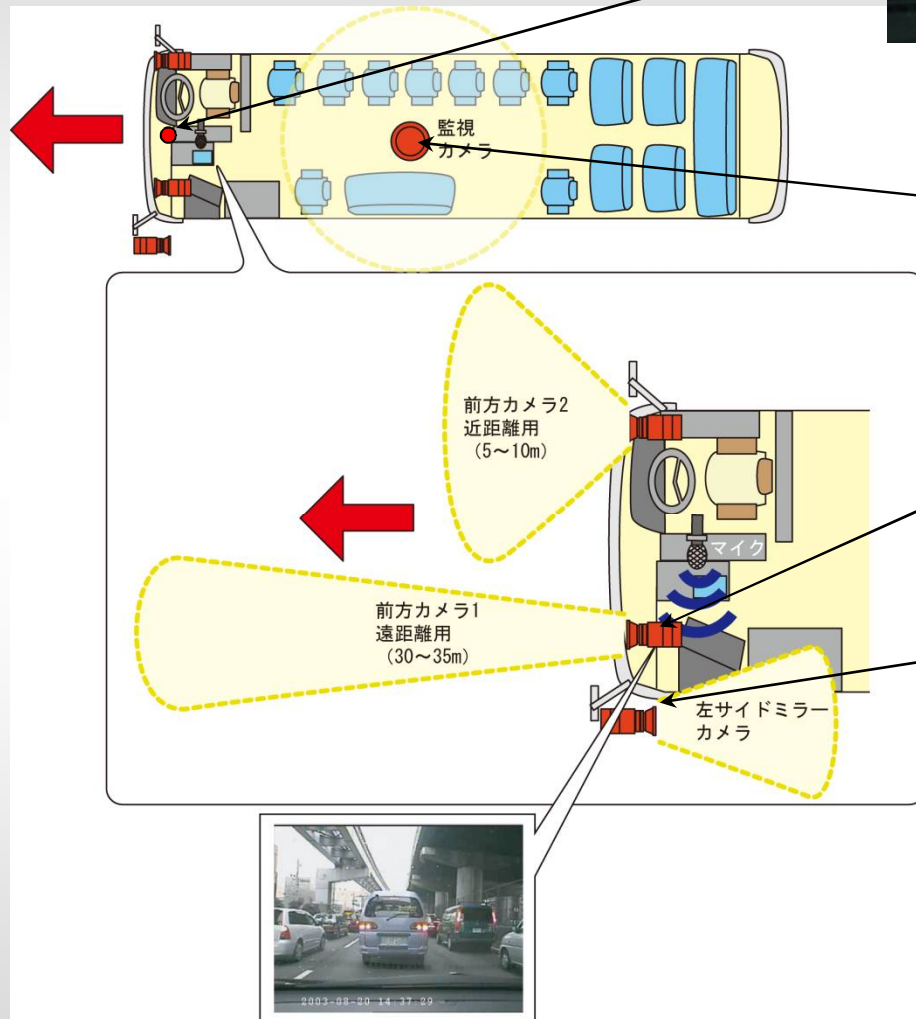 監視
カメラ
前方カメラ2
近距離用
(5～10m)
マイク
前方カメラ1
遠距離用
(30～35m)
左サイドミラー
カメラ
2003-08-20 14:37:29